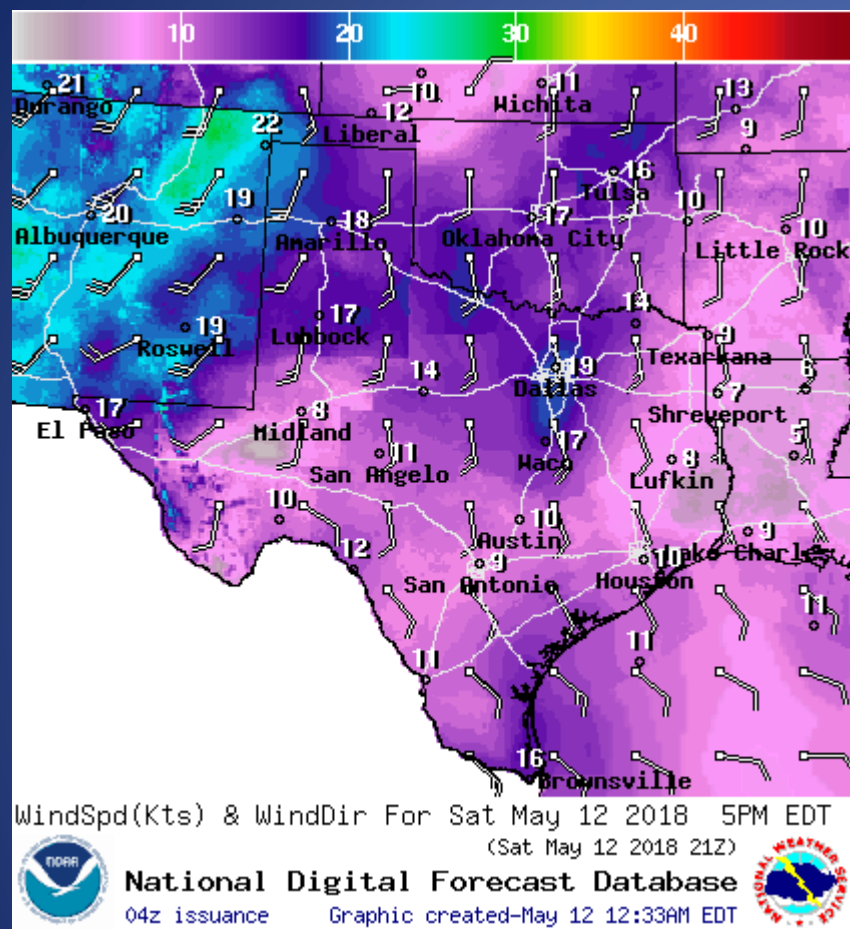 10 20 30 40
21 Durango
10 11 Wichita 13
12 Liberal 9
22
16 Tulsa
19
20 Albuquerque
18 Amarillo
17 Oklahoma City
10
10 Little Rock
19 Roswell
17 Lubbock
14
9 Texarkana
19 Dallas
14
7 Shreveport 6
17 El Paso
8 Midland
11 San Angelo
17 Waco
8 Lufkin 5
10
10 Austin
9
Lake Charles
12
9 San Antonio
10 Houston
11
11
11
16 Brownsville
WindSpd(Kts) & WindDir For Sat May 12 2018 5PM EDT
(Sat May 12 2018 21Z)
National Digital Forecast Database
04z issuance Graphic created-May 12 12:33AM EDT
NOAA
NATIONAL WEATHER SERVICE